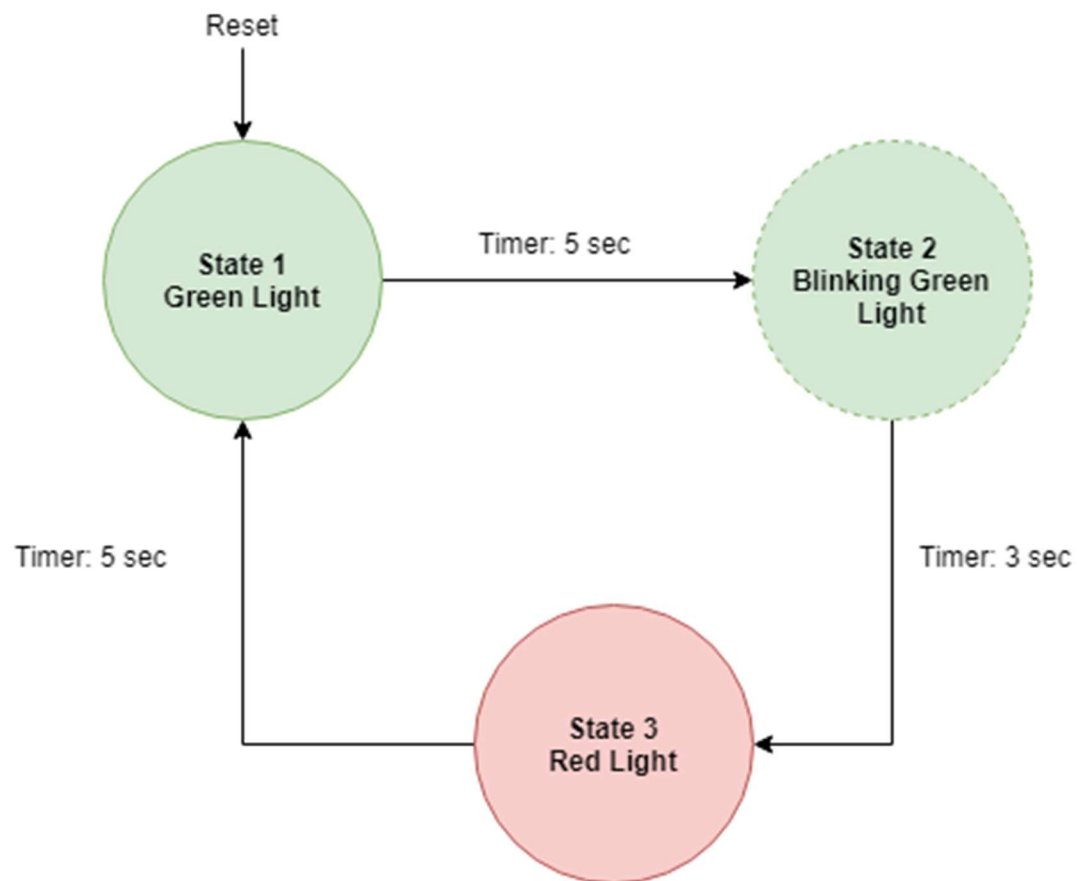 Reset
State 1
Green Light
Timer: 5 sec
State 2
Blinking Green
Light
Timer: 5 sec
Timer: 3 sec
State 3
Red Light